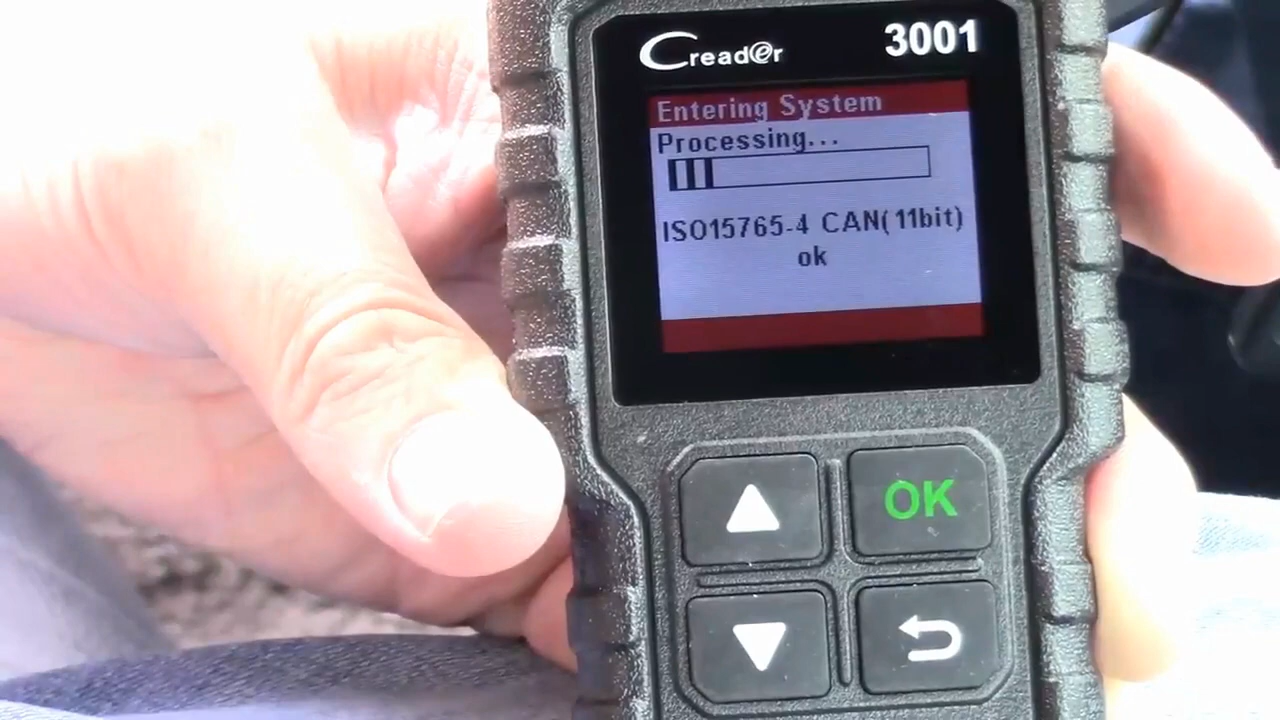 Creader 3001
Entering System
Processing...
ISO15765-4 CAN(11bit)
ok
OK